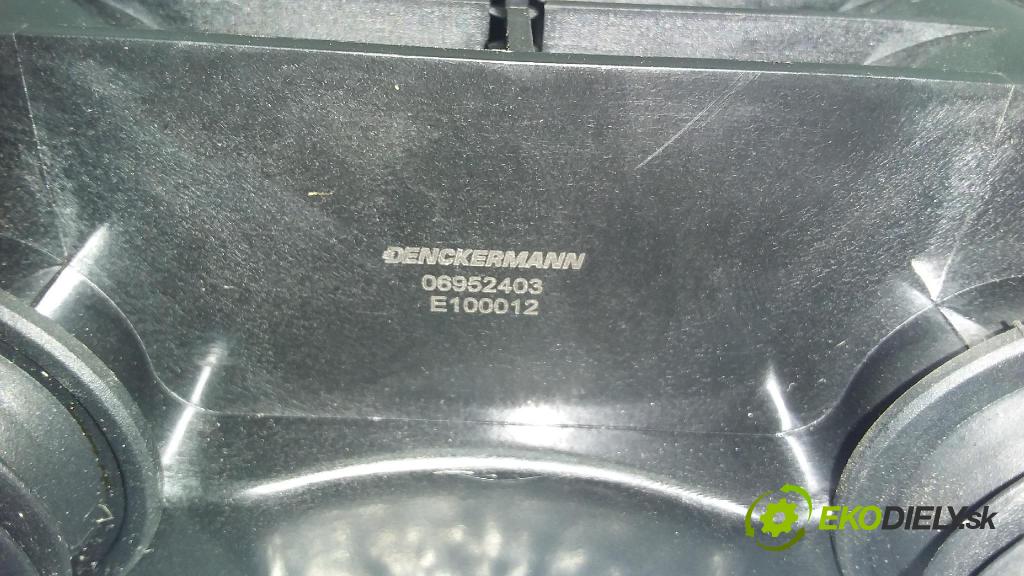 DENCKERMANN
06952403
E100012
EKODIELY.sk